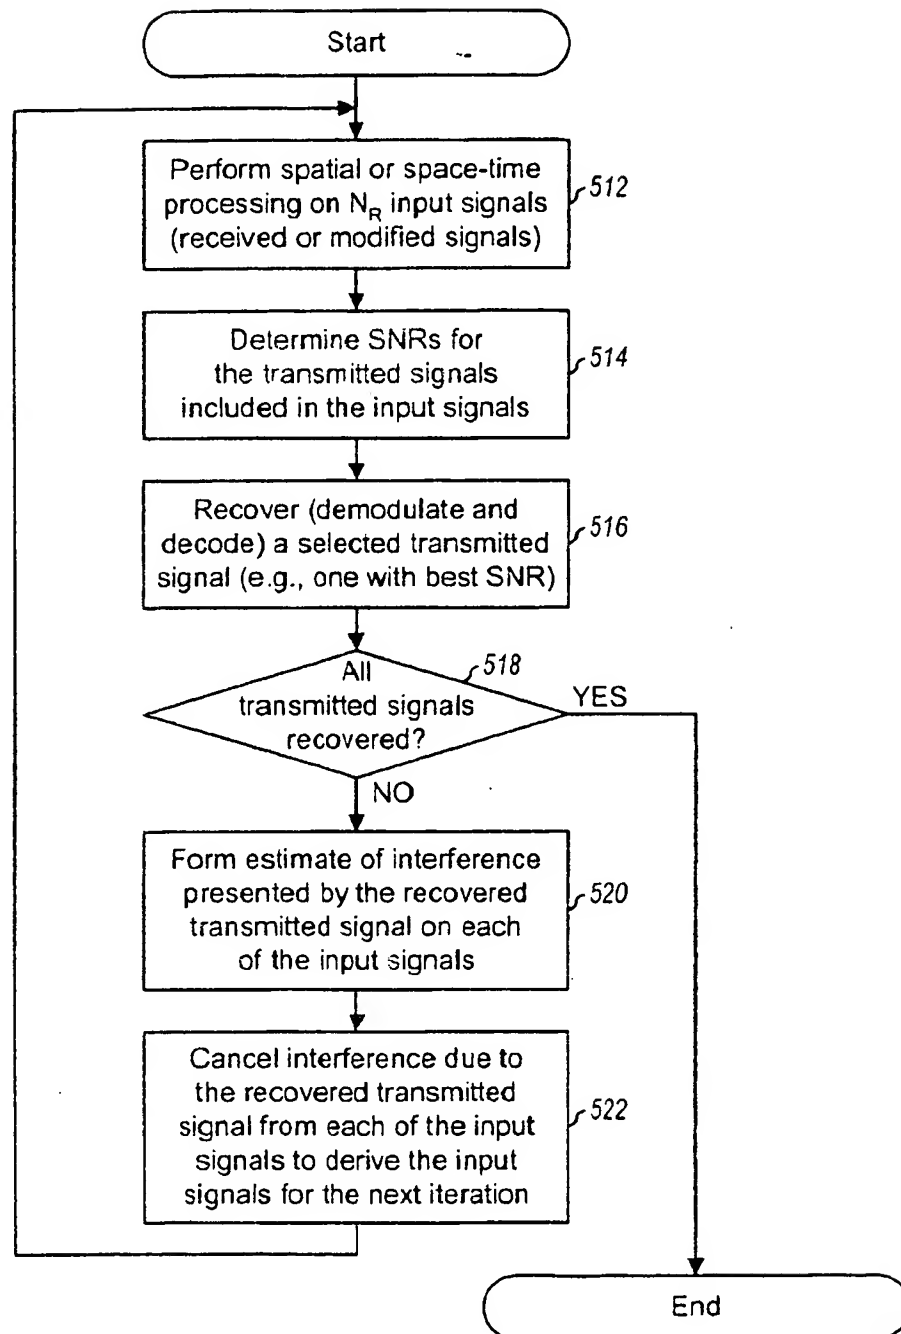 Start
Perform spatial or space-time
processing on NR input signals
(received or modified signals)
512
Determine SNRs for
the transmitted signals
included in the input signals
514
Recover (demodulate and
decode) a selected transmitted
signal (e.g., one with best SNR)
516
All
transmitted signals
recovered?
518
YES
NO
Form estimate of interference
presented by the recovered
transmitted signal on each
of the input signals
520
Cancel interference due to
the recovered transmitted
signal from each of the input
signals to derive the input
signals for the next iteration
522
End